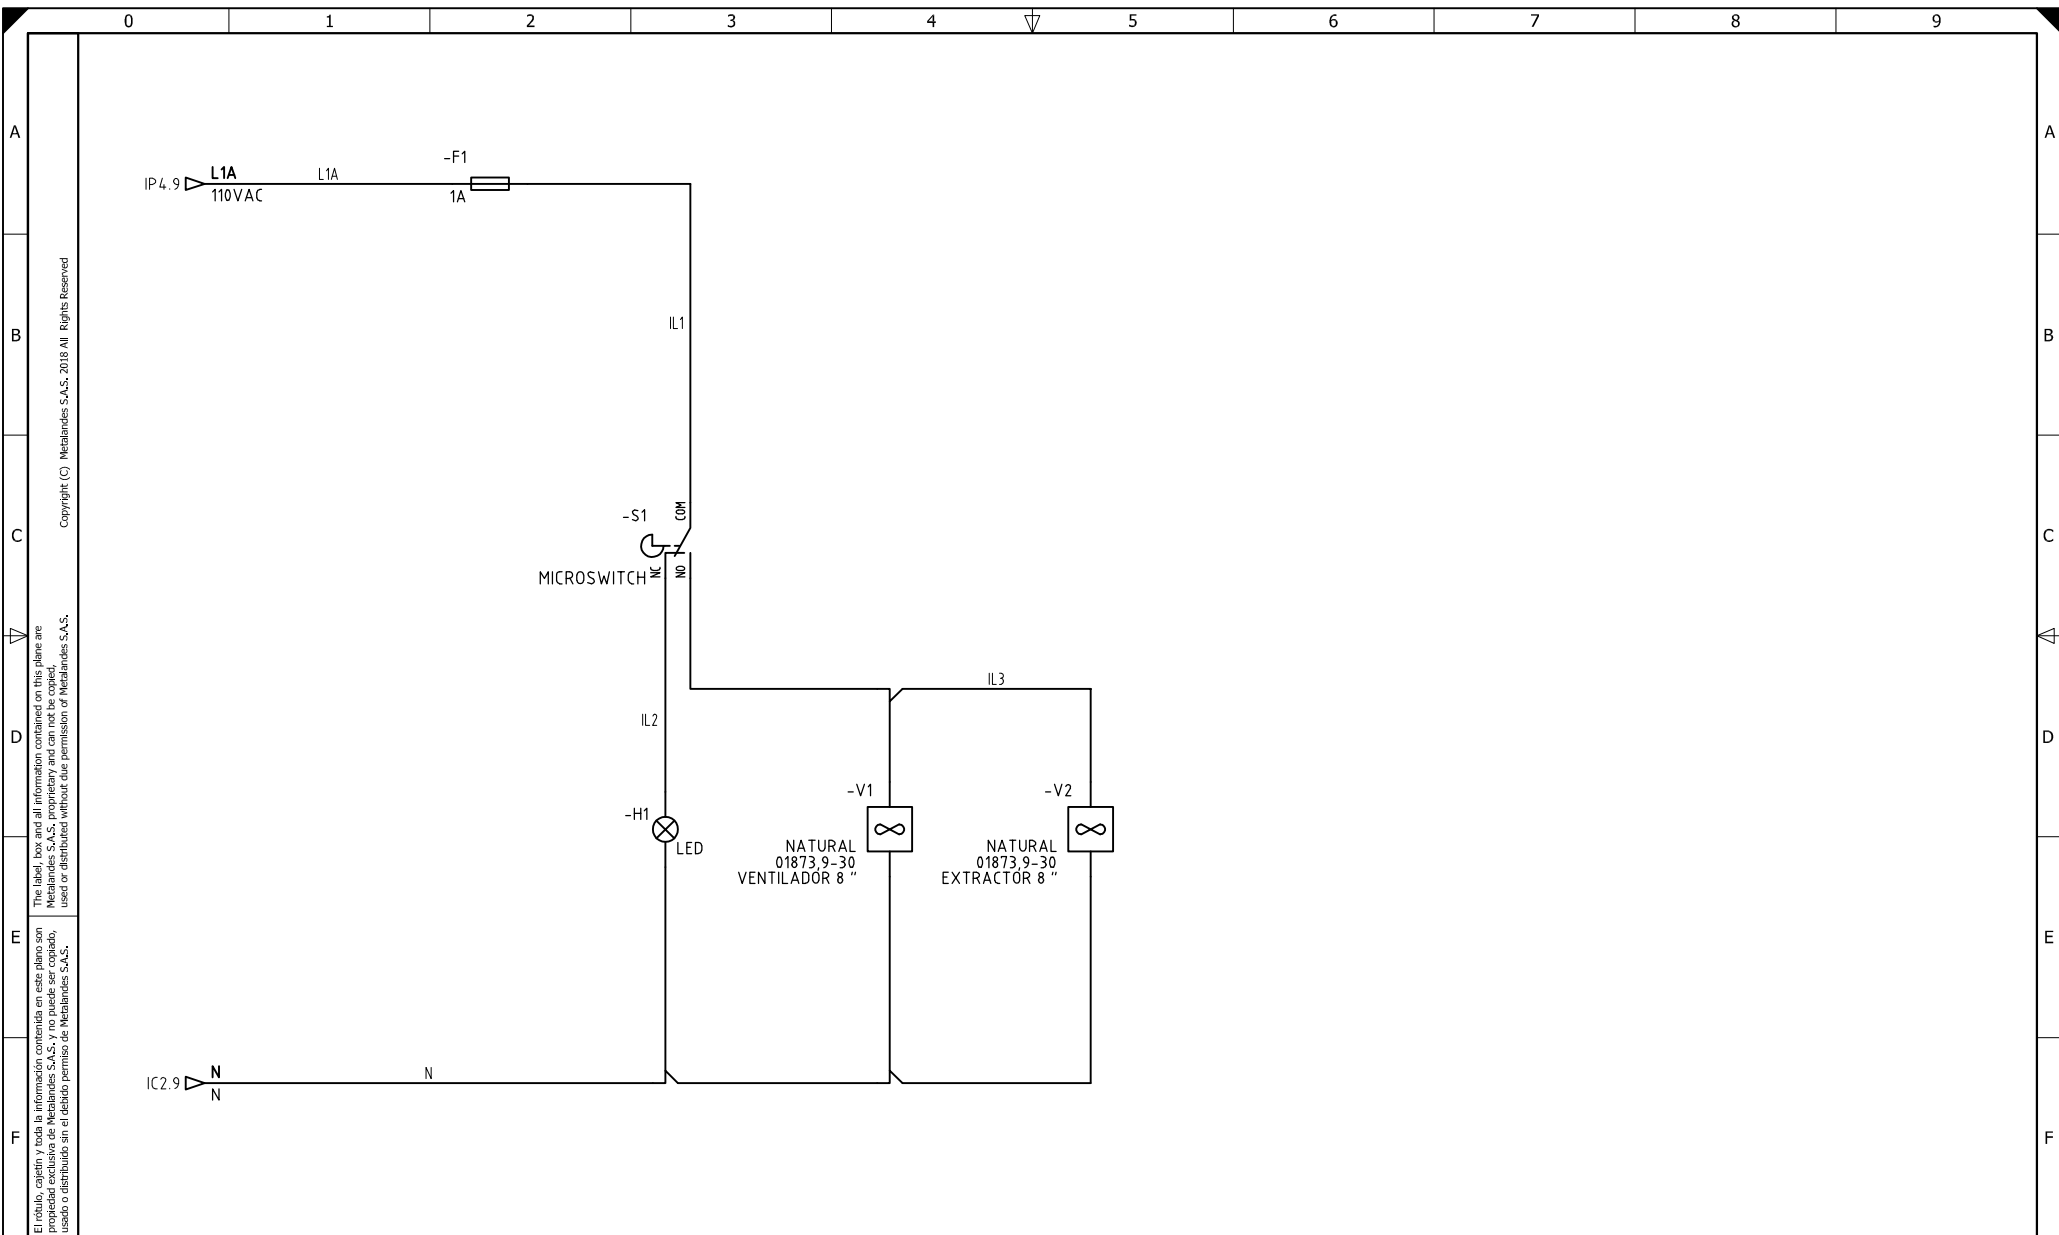 0 1 2 3 4 5 6 7 8 9
A A
-F1
IP4.9 L1A L1A
110VAC 1A
B B
IL1
Copyright (C) Metalandes S.A.S. 2018 All Rights Reserved
C C
-S1 COM
MICROSWITCH NC NO
The label, box and all information contained on this plane are
Metalandes S.A.S. proprietary and can not be copied,
used or distributed without due permission of Metalandes S.A.S.
IL3
IL2
D D
-V1 -V2
-H1
LED
NATURAL
01873,9-30
VENTILADOR 8 "
NATURAL
01873,9-30
EXTRACTOR 8 "
E E
El rótulo, cajetín y toda la información contenida en este plano son
propiedad exclusiva de Metalandes S.A.S. y no puede ser copiado,
usado o distribuido sin el debido permiso de Metalandes S.A.S.
IC2.9 N N
N
F F